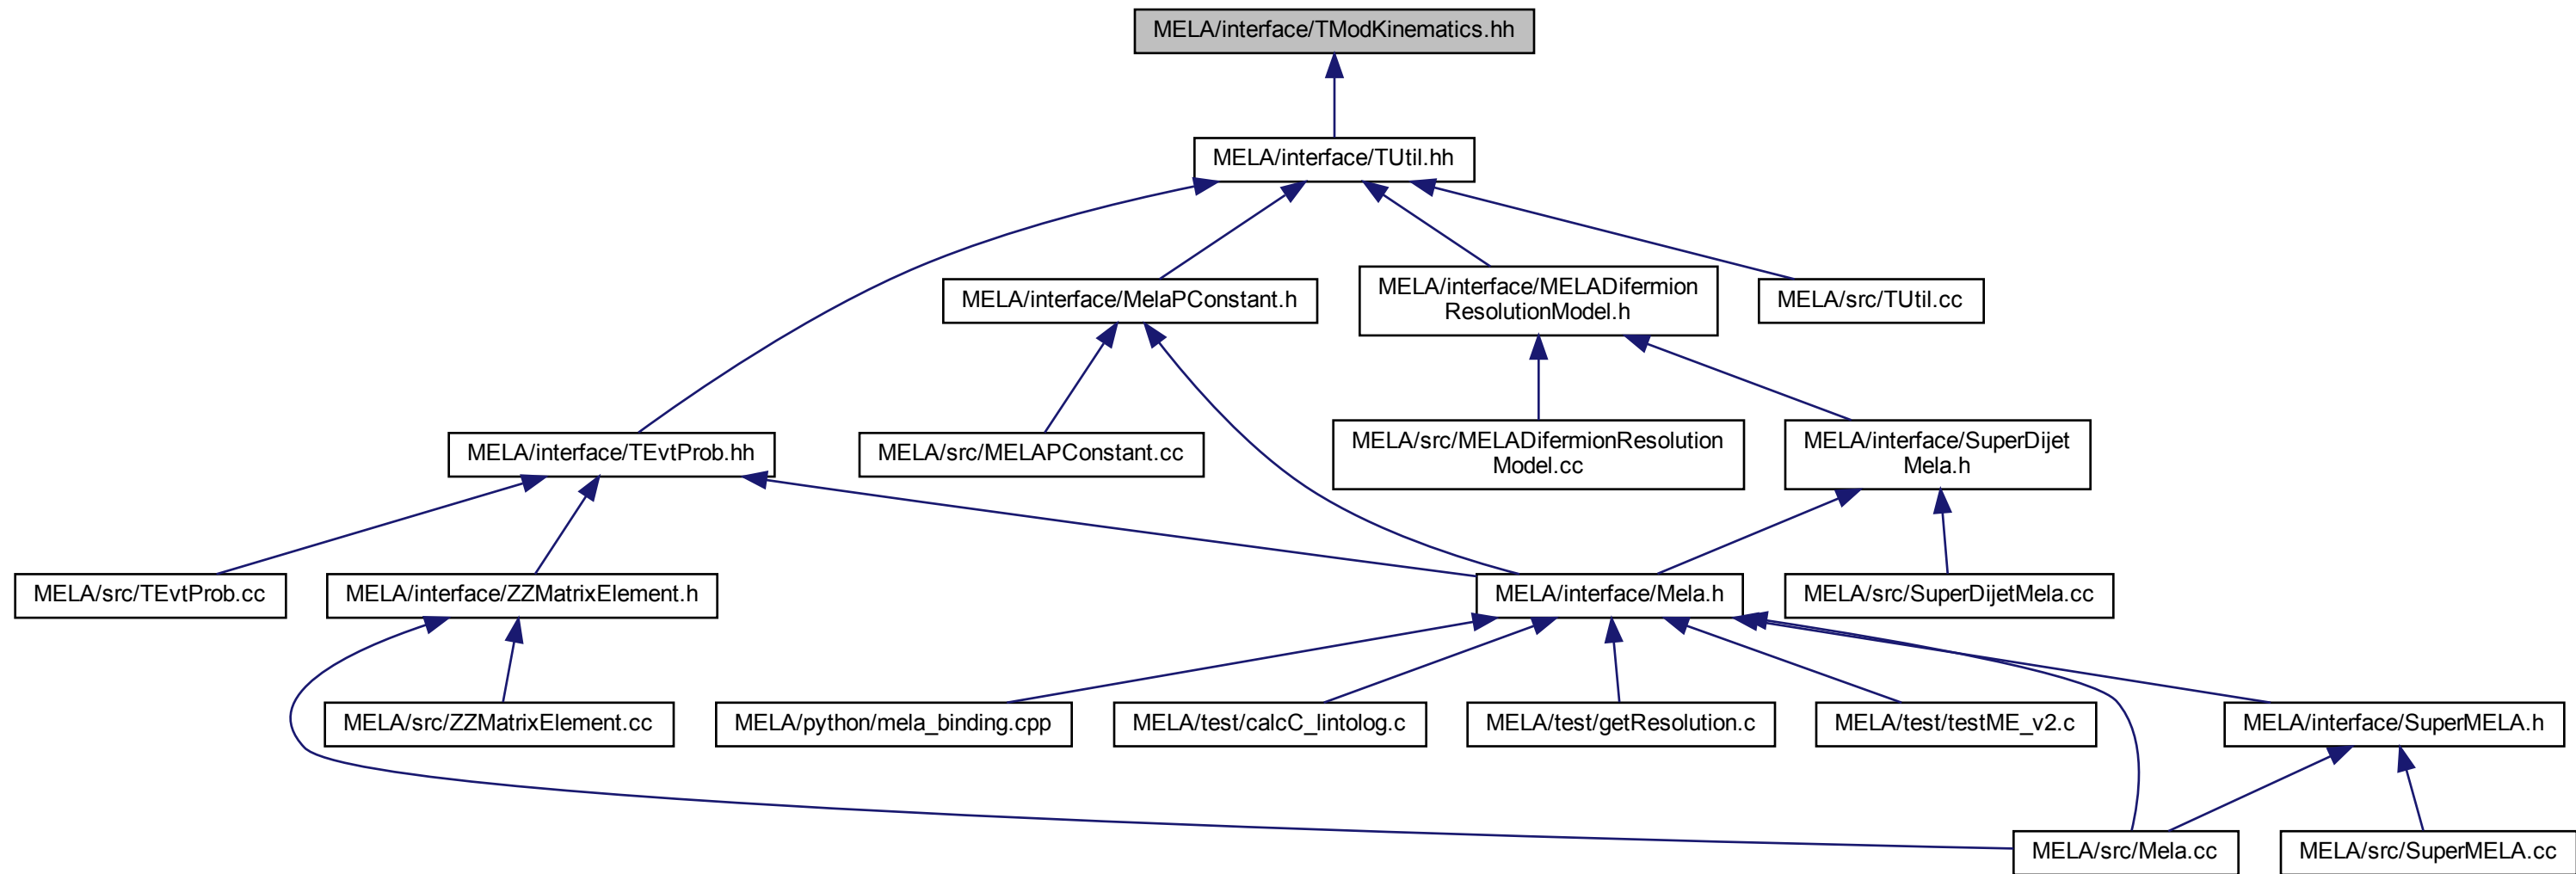 MELA/interface/TModKinematics.hh
MELA/interface/TUtil.hh
MELA/interface/MelaPConstant.h
MELA/interface/MELADifermion
ResolutionModel.h
MELA/src/TUtil.cc
MELA/interface/TEvtProb.hh
MELA/src/MELAPConstant.cc
MELA/src/MELADifermionResolution
Model.cc
MELA/interface/SuperDijet
Mela.h
MELA/src/TEvtProb.cc
MELA/interface/ZZMatrixElement.h
MELA/interface/Mela.h
MELA/src/SuperDijetMela.cc
MELA/src/ZZMatrixElement.cc
MELA/python/mela_binding.cpp
MELA/test/calcC_lintolog.c
MELA/test/getResolution.c
MELA/test/testME_v2.c
MELA/interface/SuperMELA.h
MELA/src/Mela.cc
MELA/src/SuperMELA.cc